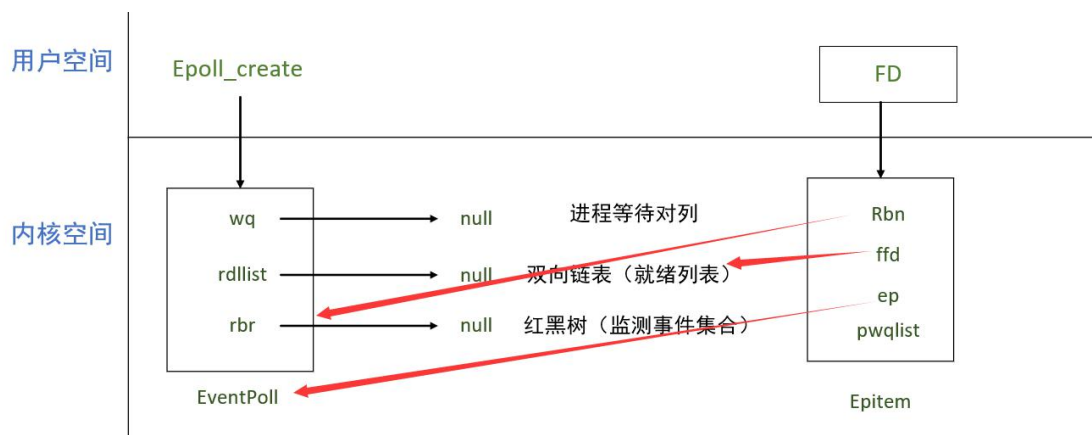 用户空间
Epoll_create
FD
内核空间
wq
null
进程等待对列
rdllist
null
双向链表（就绪列表）
rbr
null
红黑树（监测事件集合）
EventPoll
Rbn
ffd
ep
pwqlist
Epitem